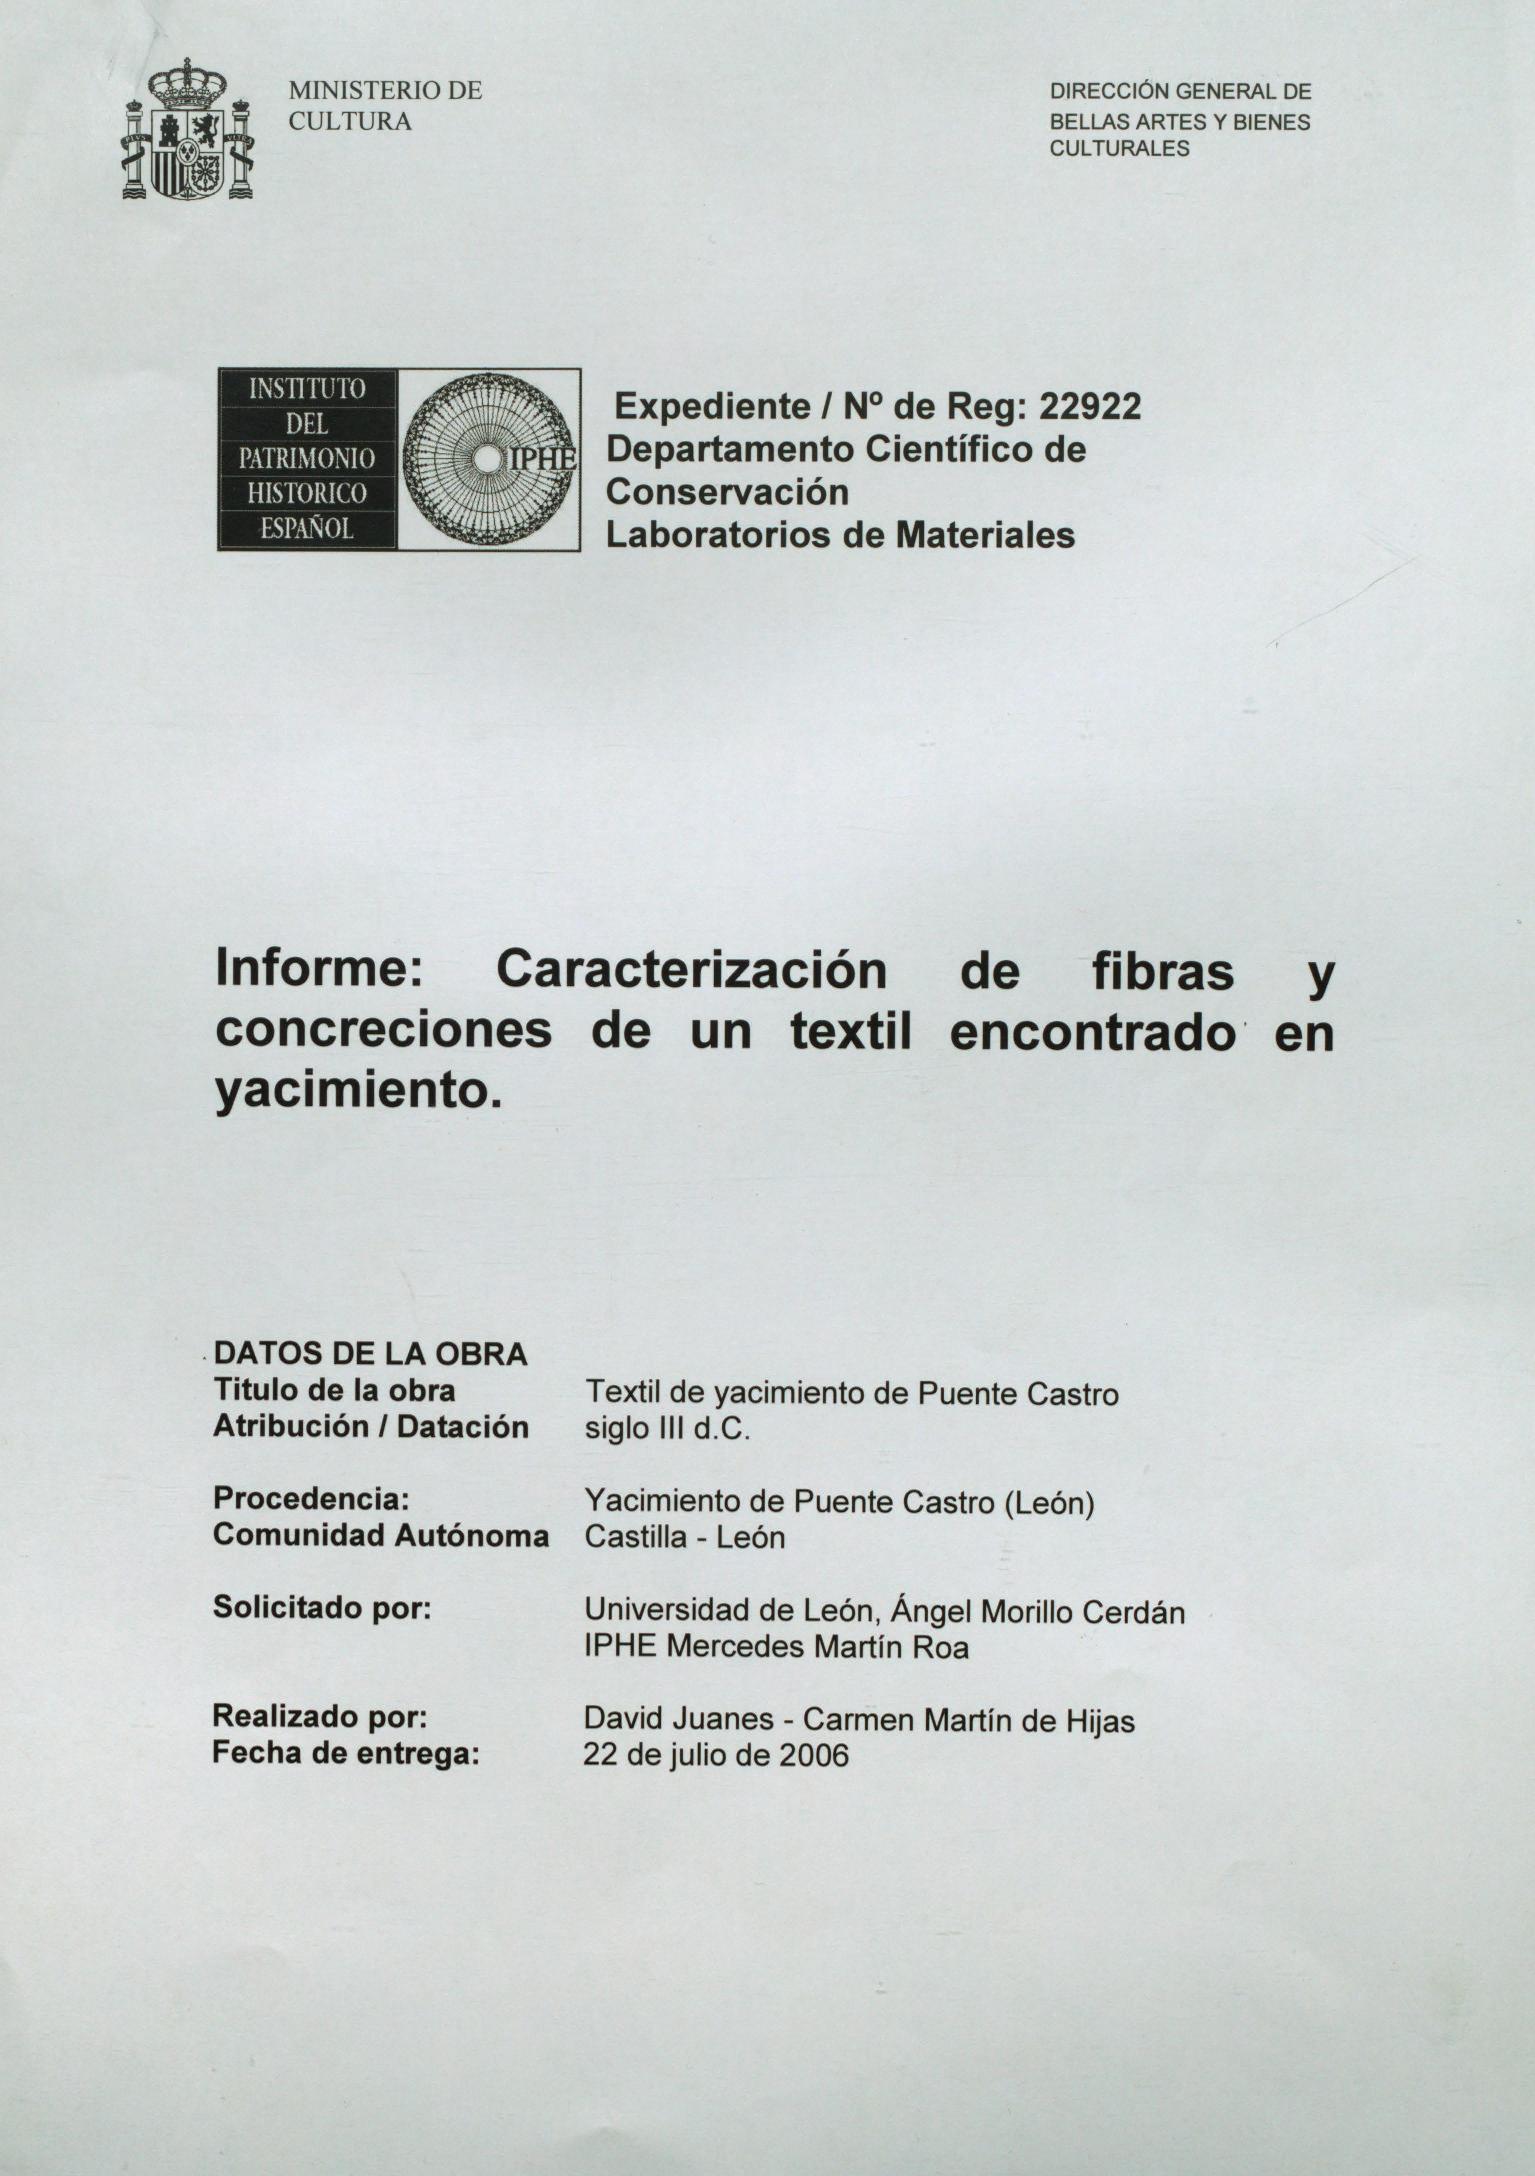 MINISTERIO DE
CULTURA
DIRECCIÓN GENERAL DE
BELLAS ARTES Y BIENES
CULTURALES
PLUS
VLTRA
INSTITUTO
DEL
PATRIMONIO
HISTORICO
ESPAÑOL
IPHE
Expediente / Nº de Reg: 22922
Departamento Científico de
Conservación
Laboratorios de Materiales
Informe: Caracterización de fibras y
concreciones de un textil encontrado en
yacimiento.
DATOS DE LA OBRA
Titulo de la obra Textil de yacimiento de Puente Castro
Atribución / Datación siglo III d.C.
Procedencia: Yacimiento de Puente Castro (León)
Comunidad Autónoma Castilla - León
Solicitado por: Universidad de León, Ángel Morillo Cerdán
IPHE Mercedes Martín Roa
Realizado por: David Juanes - Carmen Martín de Hijas
Fecha de entrega: 22 de julio de 2006